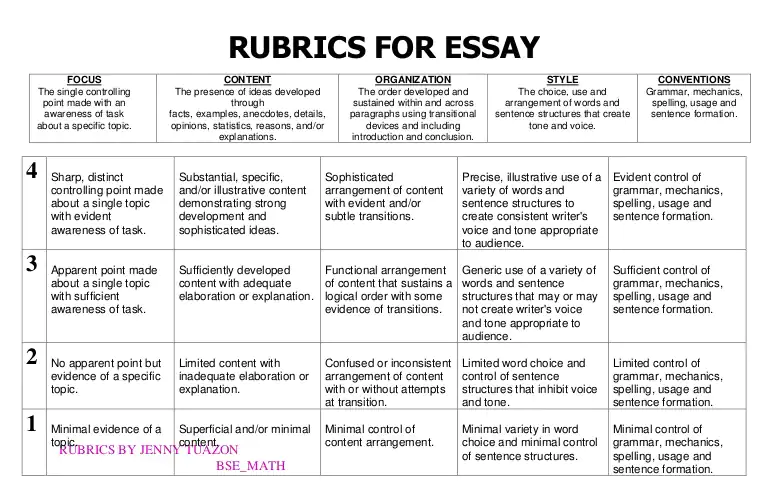 RUBRICS FOR ESSAY
FOCUS
The single controlling
point made with an
awareness of task
about a specific topic.
CONTENT
The presence of ideas developed
through
facts, examples, anecdotes, details,
opinions, statistics, reasons, and/or
explanations.
ORGANIZATION
The order developed and
sustained within and across
paragraphs using transitional
devices and including
introduction and conclusion.
STYLE
The choice, use and
arrangement of words and
sentence structures that create
tone and voice.
CONVENTIONS
Grammar, mechanics,
spelling, usage and
sentence formation.
4
Sharp, distinct
controlling point made
about a single topic
with evident
awareness of task.
Substantial, specific,
and/or illustrative content
demonstrating strong
development and
sophisticated ideas.
Sophisticated
arrangement of content
with evident and/or
subtle transitions.
Precise, illustrative use of a
variety of words and
sentence structures to
create consistent writer's
voice and tone appropriate
to audience.
Evident control of
grammar, mechanics,
spelling, usage and
sentence formation.
3
Apparent point made
about a single topic
with sufficient
awareness of task.
Sufficiently developed
content with adequate
elaboration or explanation.
Functional arrangement
of content that sustains a
logical order with some
evidence of transitions.
Generic use of a variety of
words and sentence
structures that may or may
not create writer's voice
and tone appropriate to
audience.
Sufficient control of
grammar, mechanics,
spelling, usage and
sentence formation.
2
No apparent point but
evidence of a specific
topic.
Limited content with
inadequate elaboration or
explanation.
Confused or inconsistent
arrangement of content
with or without attempts
at transition.
Limited word choice and
control of sentence
structures that inhibit voice
and tone.
Limited control of
grammar, mechanics,
spelling, usage and
sentence formation.
1
Minimal evidence of a
topic.
Superficial and/or minimal
content.
Minimal control of
content arrangement.
Minimal variety in word
choice and minimal control
of sentence structures.
Minimal control of
grammar, mechanics,
spelling, usage and
sentence formation.
RUBRICS BY JENNY TUAZON
BSE_MATH